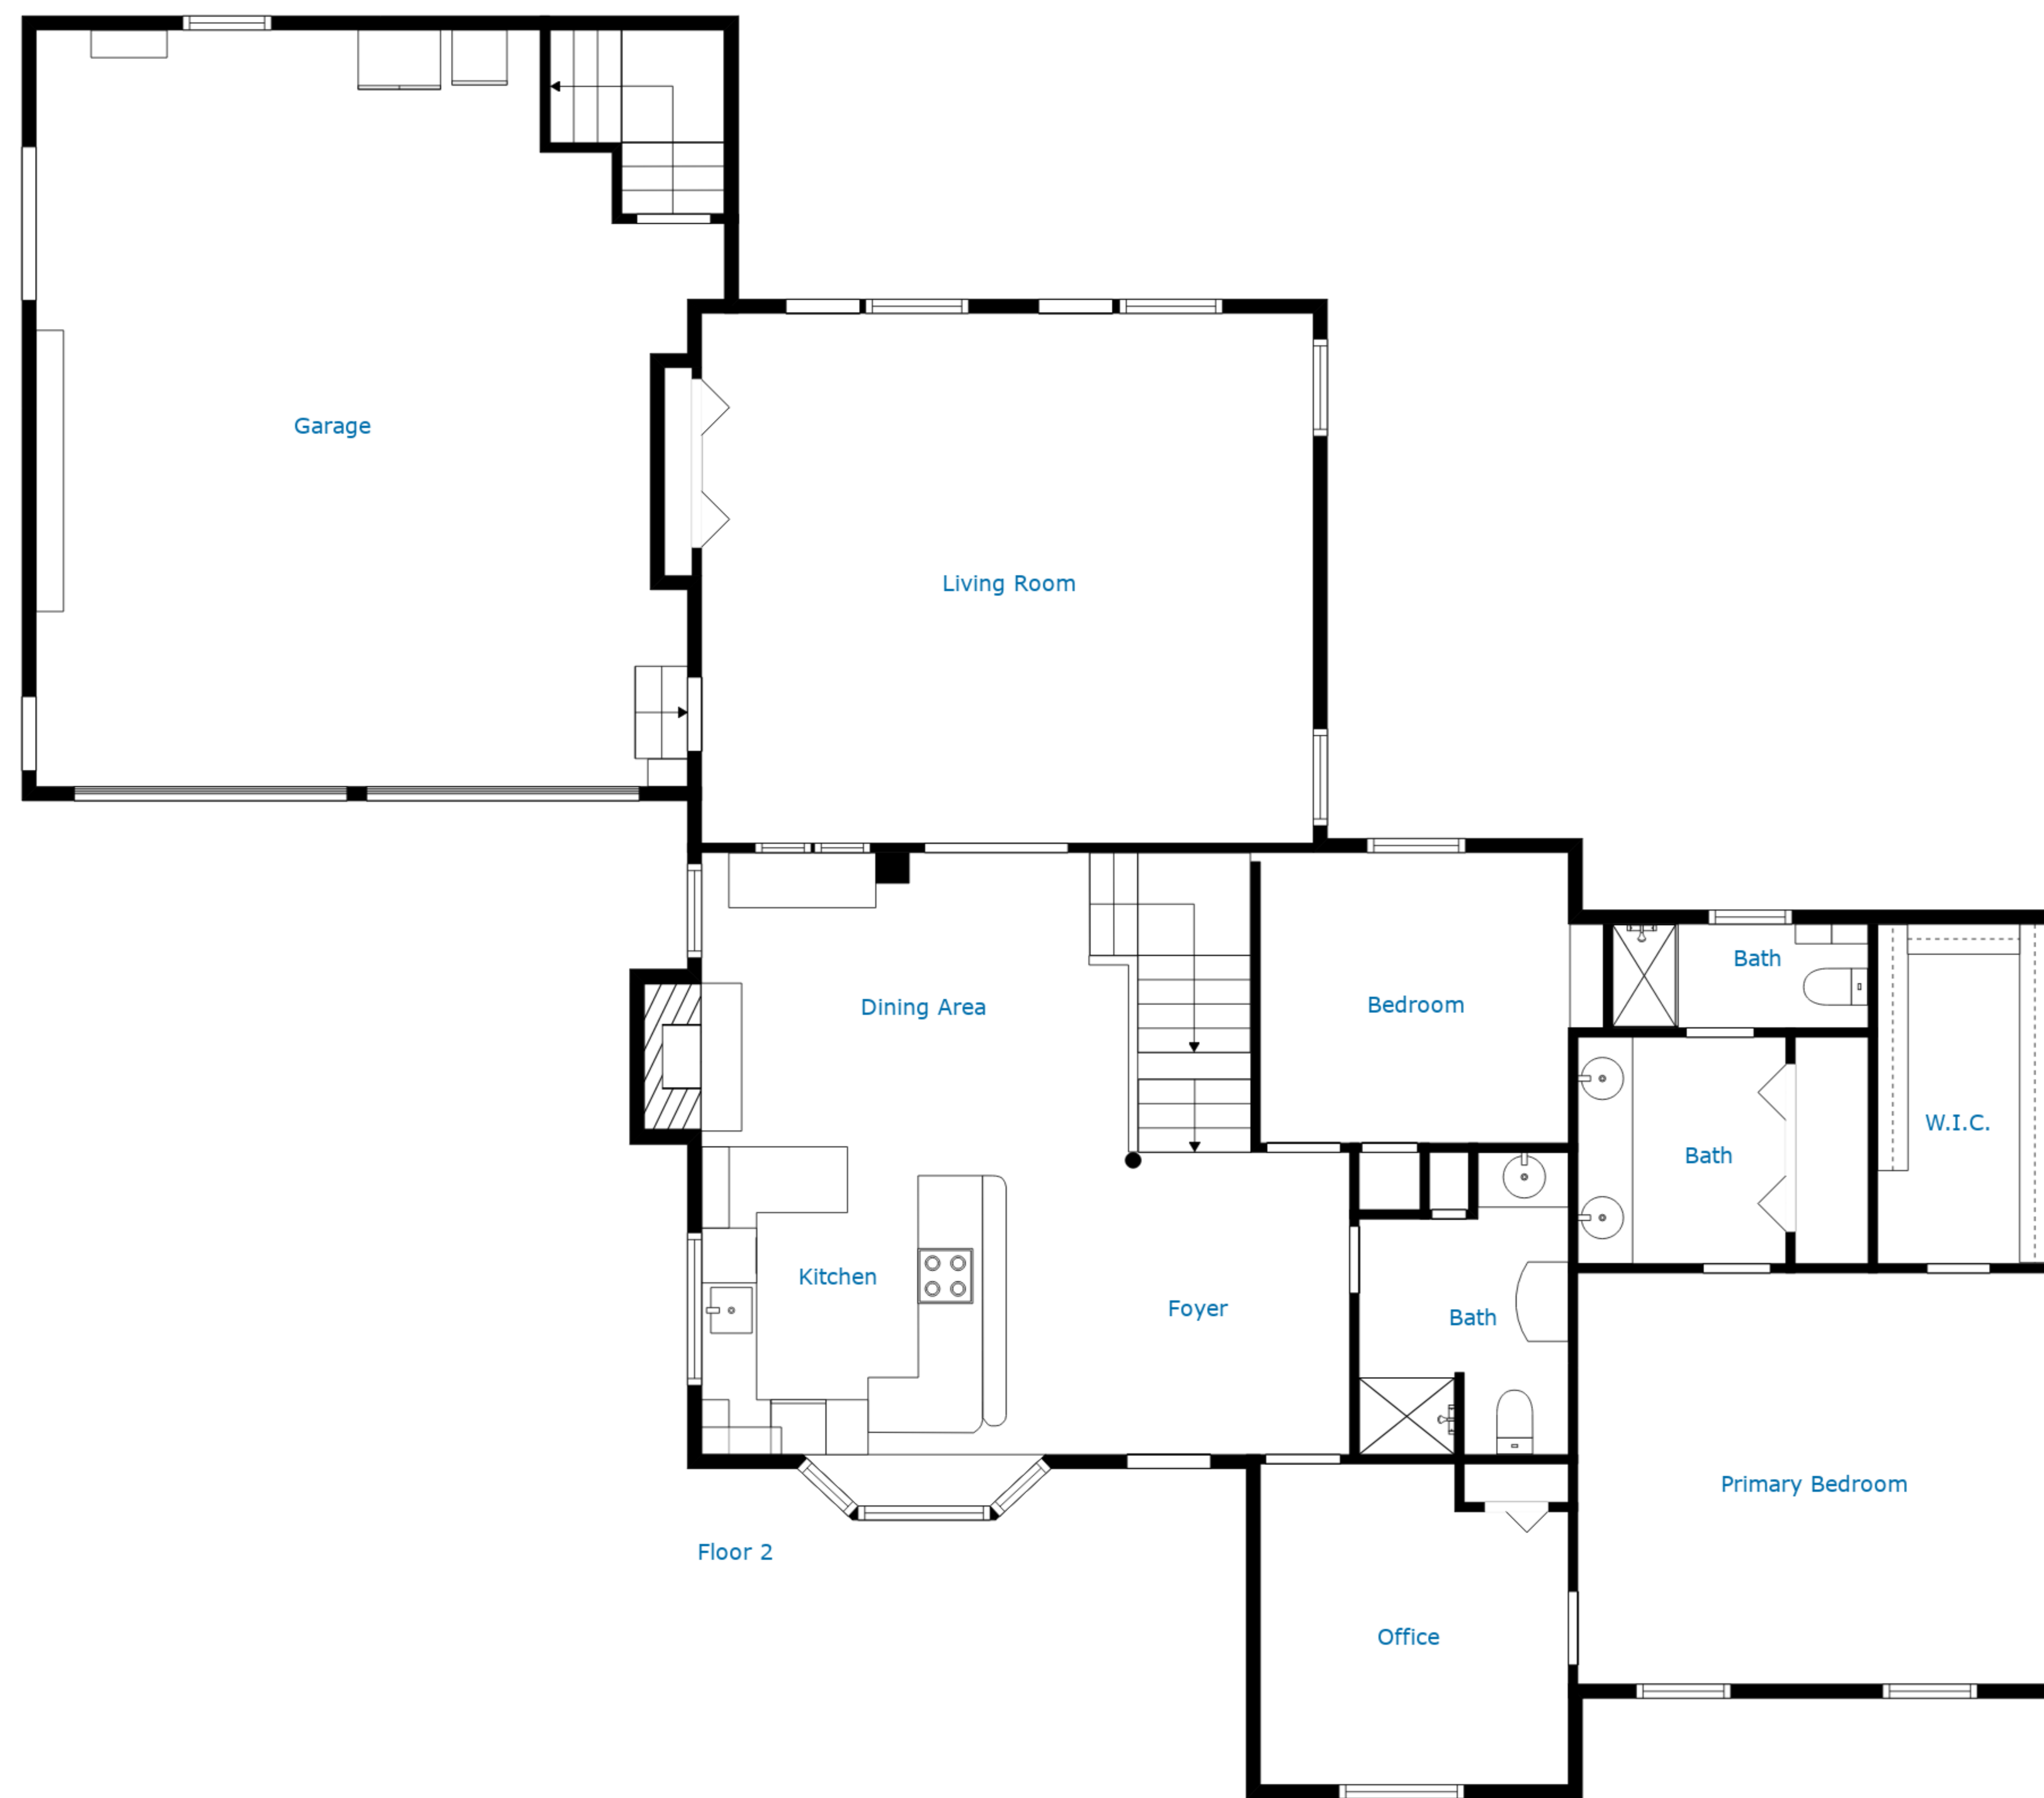 Garage
Living Room
Bath
Dining Area
Bedroom
W.I.C.
Bath
Kitchen
Foyer
Bath
Primary Bedroom
Floor 2
Office